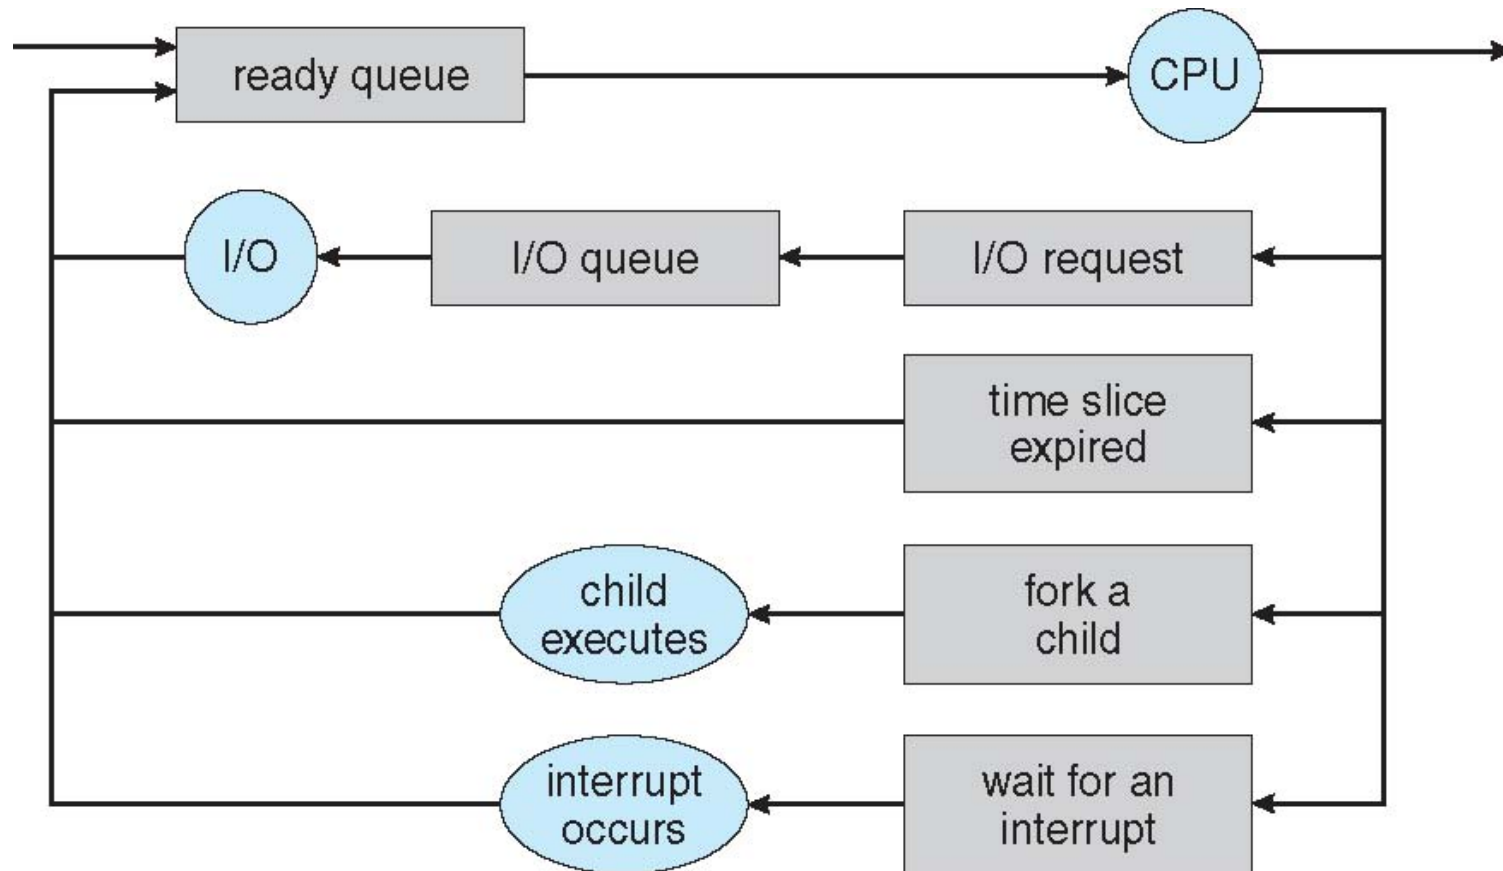 ready queue
CPU
I/O
I/O queue
I/O request
time slice
expired
child
executes
fork a
child
interrupt
occurs
wait for an
interrupt